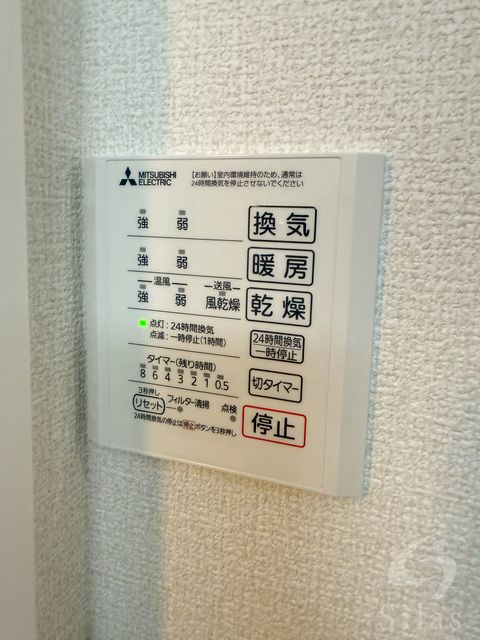 MITSUBISHI ELECTRIC
【お願い】室内環境維持のため、通常は
24時間換気を停止させないでください
強 弱 換気
強 弱 暖房
温風 送風
強 弱 風乾燥 乾燥
点灯:24時間換気
点滅:一時停止(1時間)
24時間換気
一時停止
タイマー(残り時間)
8 6 4 3 2 1 0.5
切タイマー
3秒押し
リセット フィルター清掃 点検
停止
24時間換気の停止は停止ボタンを3秒押し
Silas